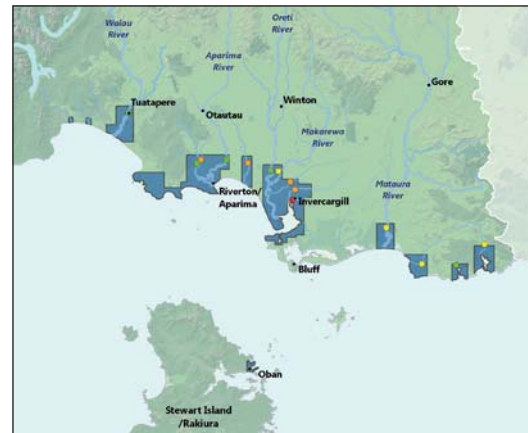 Waiau
River
Oreti
River
Aparima
River
Gore
Tuatapere
Otautau
Winton
Makarewa
River
Mataura
River
Riverton/
Aparima
Invercargill
Bluff
Oban
Stewart Island
/Rakiura